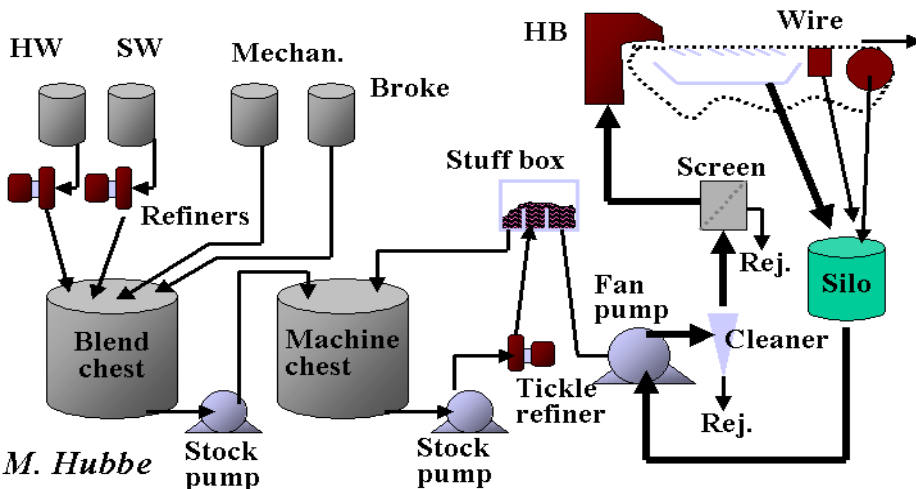 HW
SW
Mechan.
Broke
HB
Wire
Stuff box
Screen
Refiners
Rej.
Silo
Fan
pump
Blend
chest
Machine
chest
Cleaner
Tickle
refiner
Rej.
Stock
pump
Stock
pump
M. Hubbe